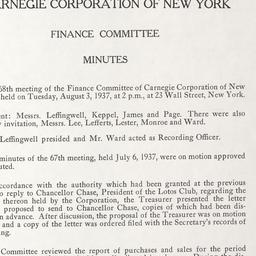 ARNEGIE CORPORATION OF NEW YORK
FINANCE COMMITTEE
MINUTES
68th meeting of the Finance Committee of Carnegie Corporation of New
held on Tuesday, August 3, 1937, at 2 p.m., at 23 Wall Street, New York.
ent: Messrs. Leffingwell, Keppel, James and Page. There were also
y invitation, Messrs. Lee, Lefferts, Lester, Monroe and Ward.
Leffingwell presided and Mr. Ward acted as Recording Officer.
minutes of the 67th meeting, held July 6, 1937, were on motion approved
uted.
ccordance with the authority which had been granted at the previous
to reply to Chancellor Chase, President of the Lotos Club, regarding the
thereon held by the Corporation, the Treasurer presented the
proposed to send to Chancellor Chase, copies of which had been dis-
n advance. After discussion, the proposal of the Treasurer was on motion
and a copy of the letter was ordered filed with the Secretary's records of
ng.
Committee reviewed the report of purchases and sales for the period